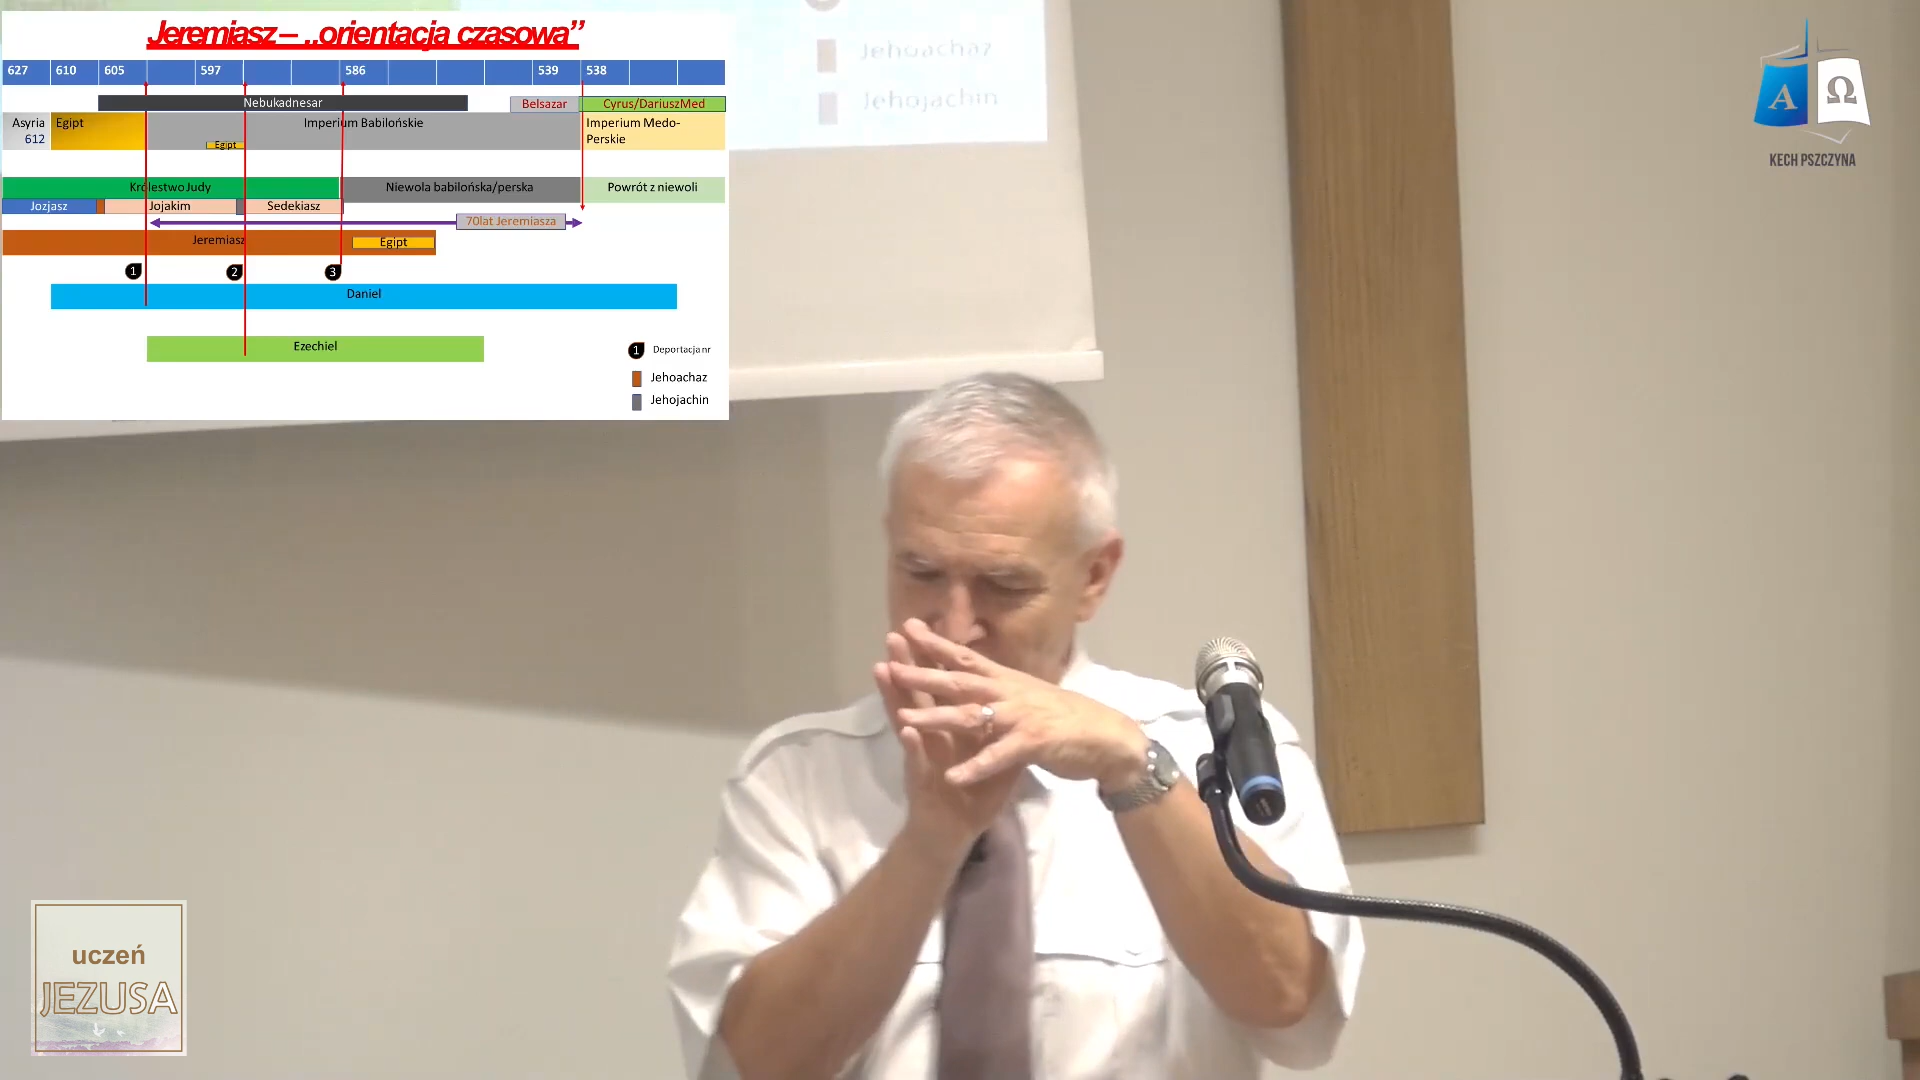 Jeremiasz – „orientacja czasowa”
627 610 605 597 586 539 538
Nebukadnesar
Belsazar
Cyrus/DariuszMed
Asyria
612
Egipt
Imperium Babilońskie
Egipt
Imperium Medo-
Perskie
Królestwo Judy
Niewola babilońska/perska
Powrót z niewoli
Jozjasz
Jojakim
Sedekiasz
70lat Jeremiasza
Jeremiasz
Egipt
1
2
3
Daniel
Ezechiel
1 Deportacja nr
Jehoachaz
Jehojachin
Jehoachaz
Jehojachin
A Ω
KECH PSZCZYNA
uczeń
JEZUSA